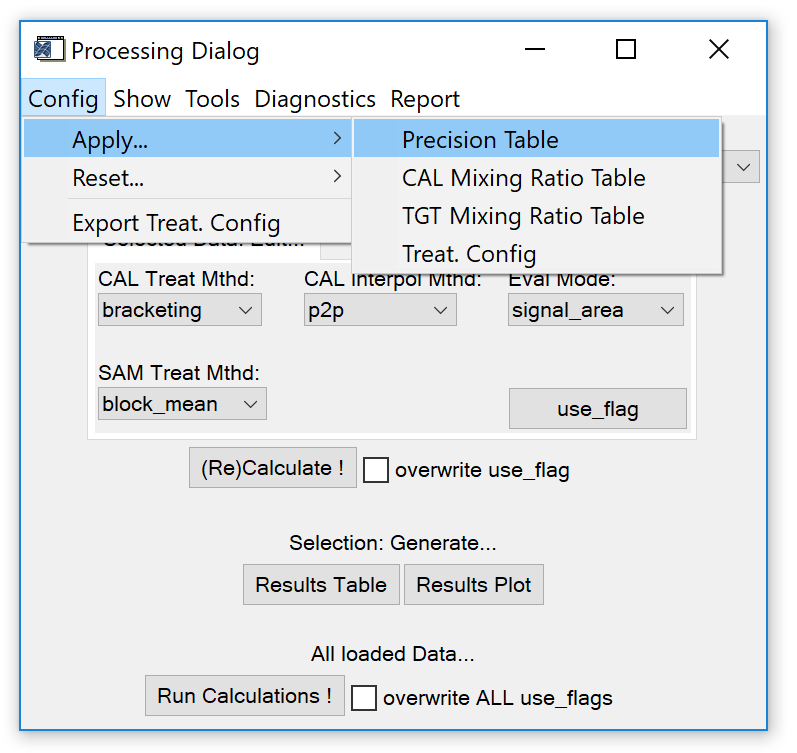 Processing Dialog
Config Show Tools Diagnostics Report
Apply... Precision Table
Reset... CAL Mixing Ratio Table
TGT Mixing Ratio Table
Export Treat. Config
Treat. Config
Selected Data: Edit...
CAL Treat Mthd: CAL Interpol Mthd: Eval Mode:
bracketing p2p signal_area
SAM Treat Mthd:
block_mean use_flag
(Re)Calculate ! overwrite use_flag
Selection: Generate...
Results Table Results Plot
All loaded Data...
Run Calculations ! overwrite ALL use_flags